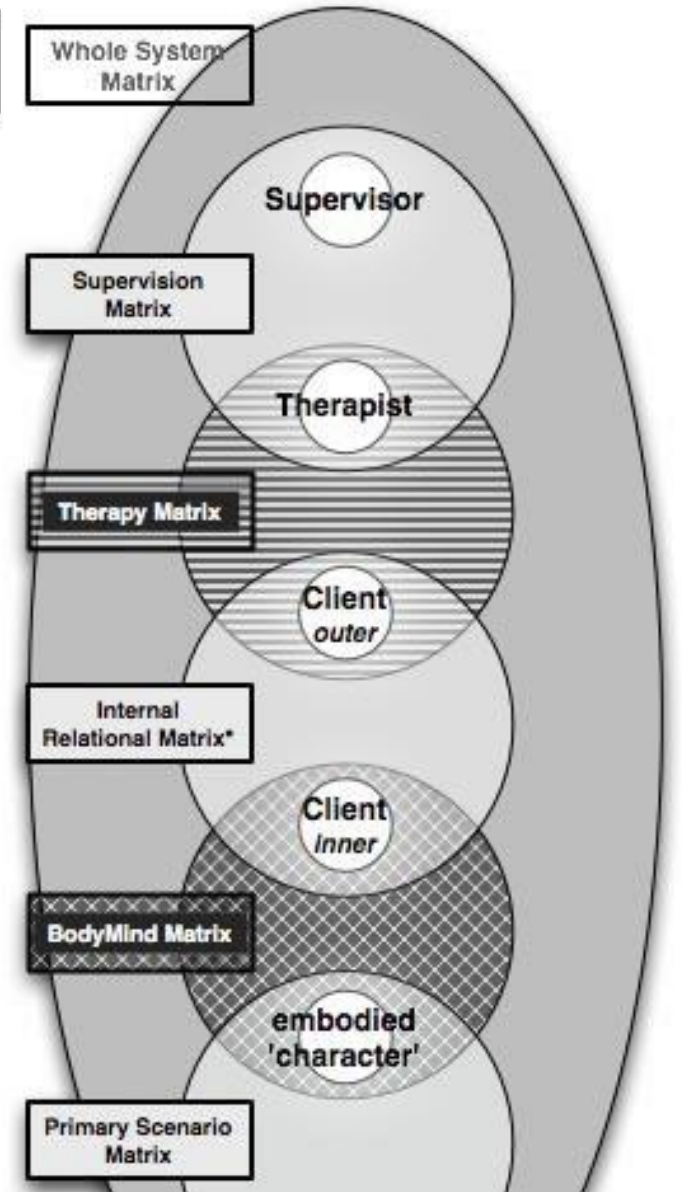 Whole System
Matrix
Supervisor
Supervision
Matrix
Therapist
Therapy Matrix
Client
outer
Internal
Relational Matrix*
Client
inner
BodyMind Matrix
embodied
'character'
Primary Scenario
Matrix